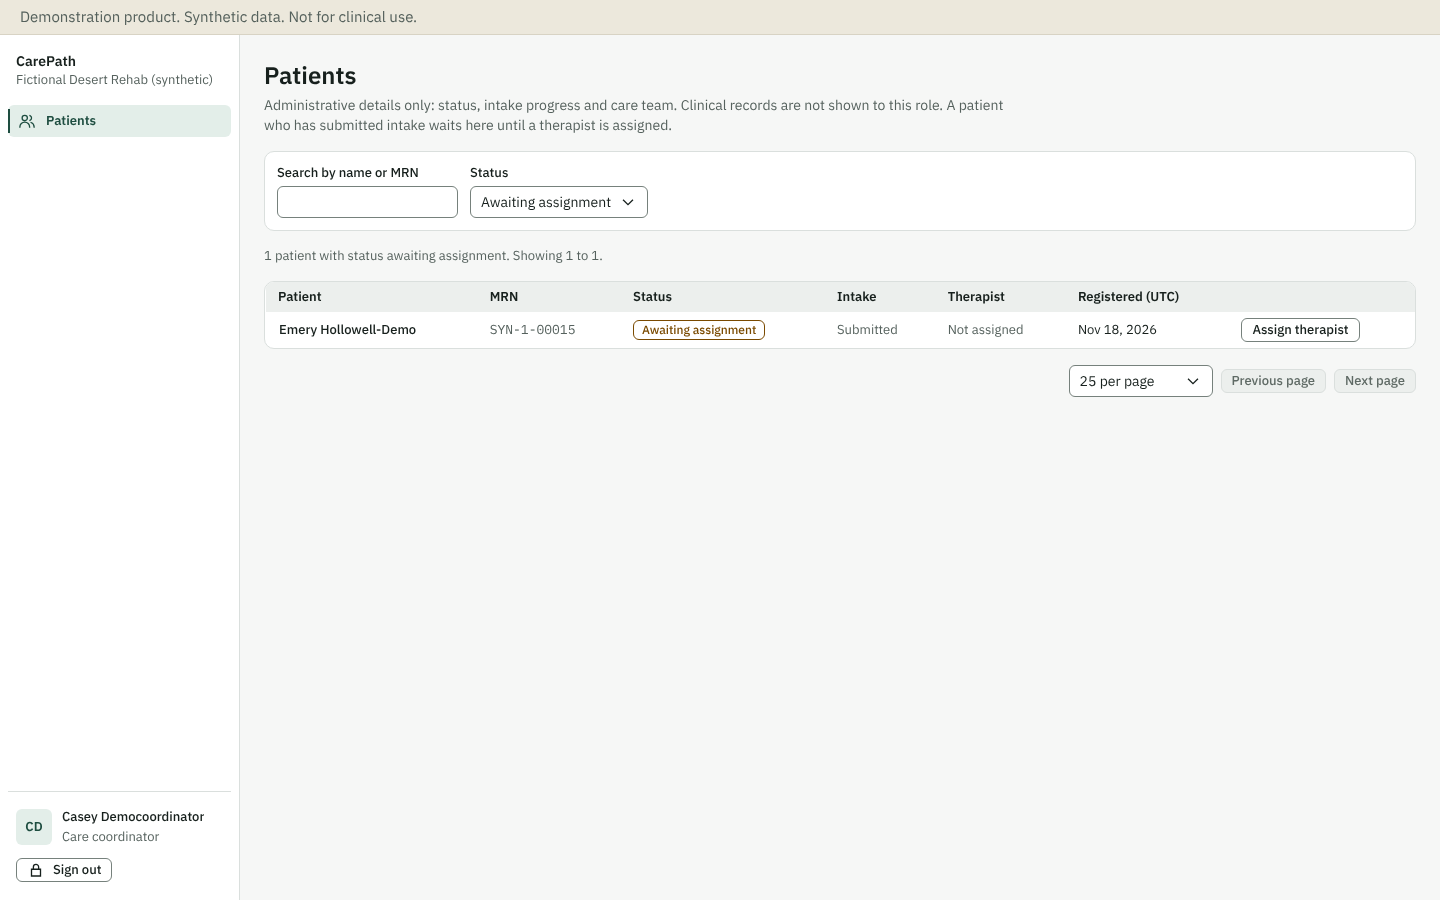 Demonstration product. Synthetic data. Not for clinical use.
CarePath
Fictional Desert Rehab (synthetic)
Patients
Casey Democoordinator
CD
Care coordinator
Sign out
Patients
Administrative details only: status, intake progress and care team. Clinical records are not shown to this role. A patient
who has submitted intake waits here until a therapist is assigned.
Search by name or MRN Status
Awaiting assignment
1 patient with status awaiting assignment. Showing 1 to 1.
Patient MRN Status Intake Therapist Registered (UTC)
Emery Hollowell-Demo SYN-1-00015 Awaiting assignment Submitted Not assigned Nov 18, 2026 Assign therapist
25 per page Previous page Next page